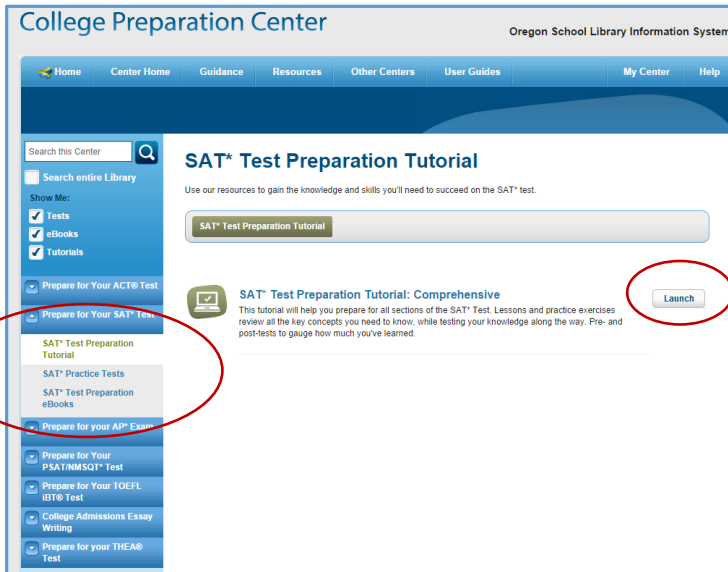 College Preparation Center
Oregon School Library Information System
Home Center Home Guidance Resources Other Centers User Guides My Center Help
Search this Center
Search entire Library
Show Me:
Tests
eBooks
Tutorials
Prepare for Your ACT® Test
Prepare for Your SAT* Test
SAT* Test Preparation
Tutorial
SAT* Practice Tests
SAT* Test Preparation
eBooks
Prepare for your AP* Exam
Prepare for Your
PSAT/NMSQT* Test
Prepare for Your TOEFL
iBT® Test
College Admissions Essay
Writing
Prepare for your THEA®
Test
SAT* Test Preparation Tutorial
Use our resources to gain the knowledge and skills you'll need to succeed on the SAT* test.
SAT* Test Preparation Tutorial
SAT* Test Preparation Tutorial: Comprehensive
This tutorial will help you prepare for all sections of the SAT* Test. Lessons and practice exercises
review all the key concepts you need to know, while testing your knowledge along the way. Pre- and
post-tests to gauge how much you've learned.
Launch